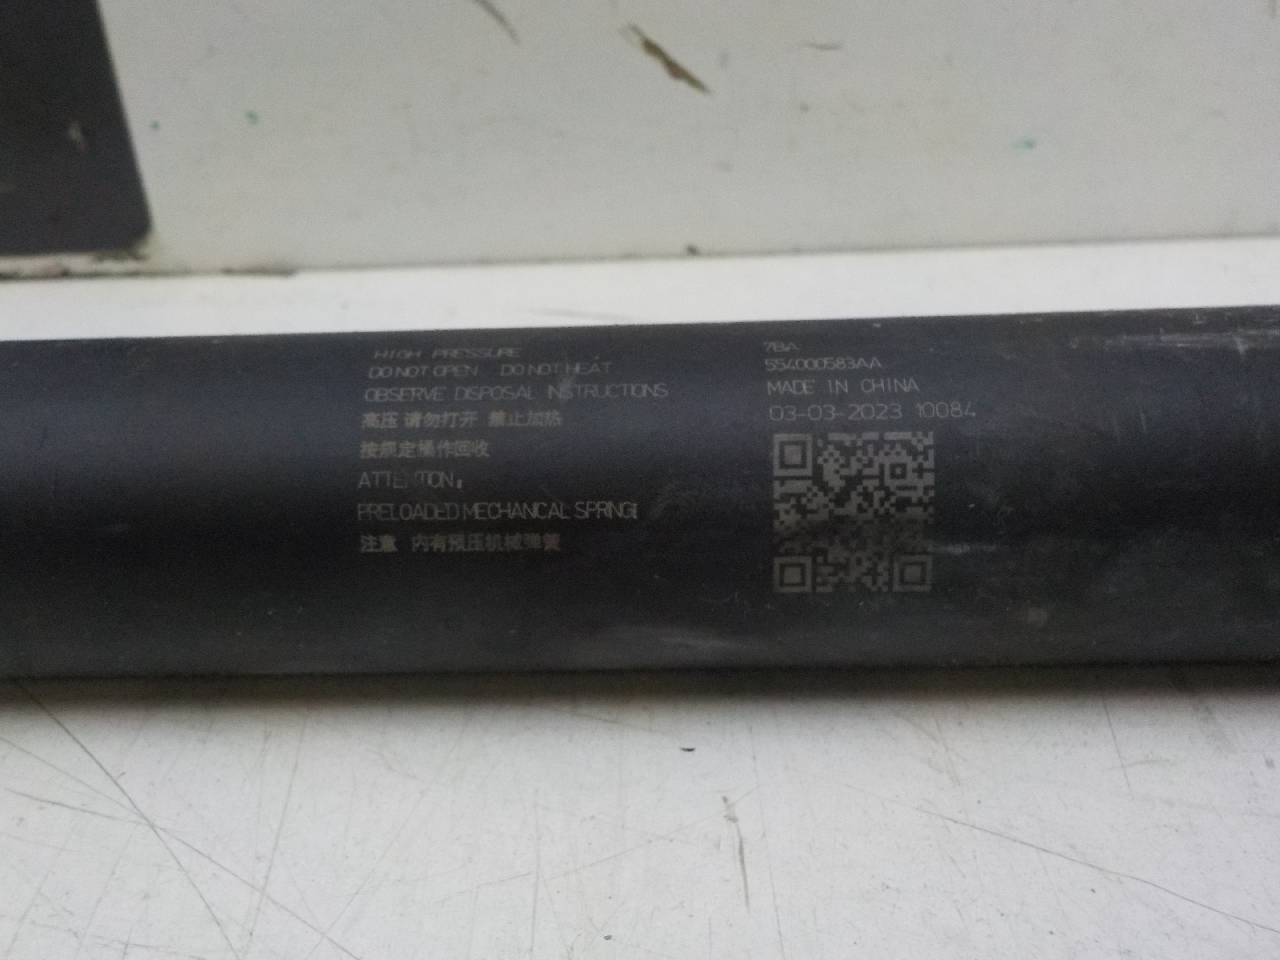 HIGH PRESSURE
DO NOT OPEN DO NOT HEAT
OBSERVE DISPOSAL INSTRUCTIONS
高压 请勿打开 禁止加热
按规定操作回收
ATTENTION:
PRELOADED MECHANICAL SPRING!
注意 内有预压机械弹簧
7BA
554000583AA
MADE IN CHINA
03-03-2023 10084